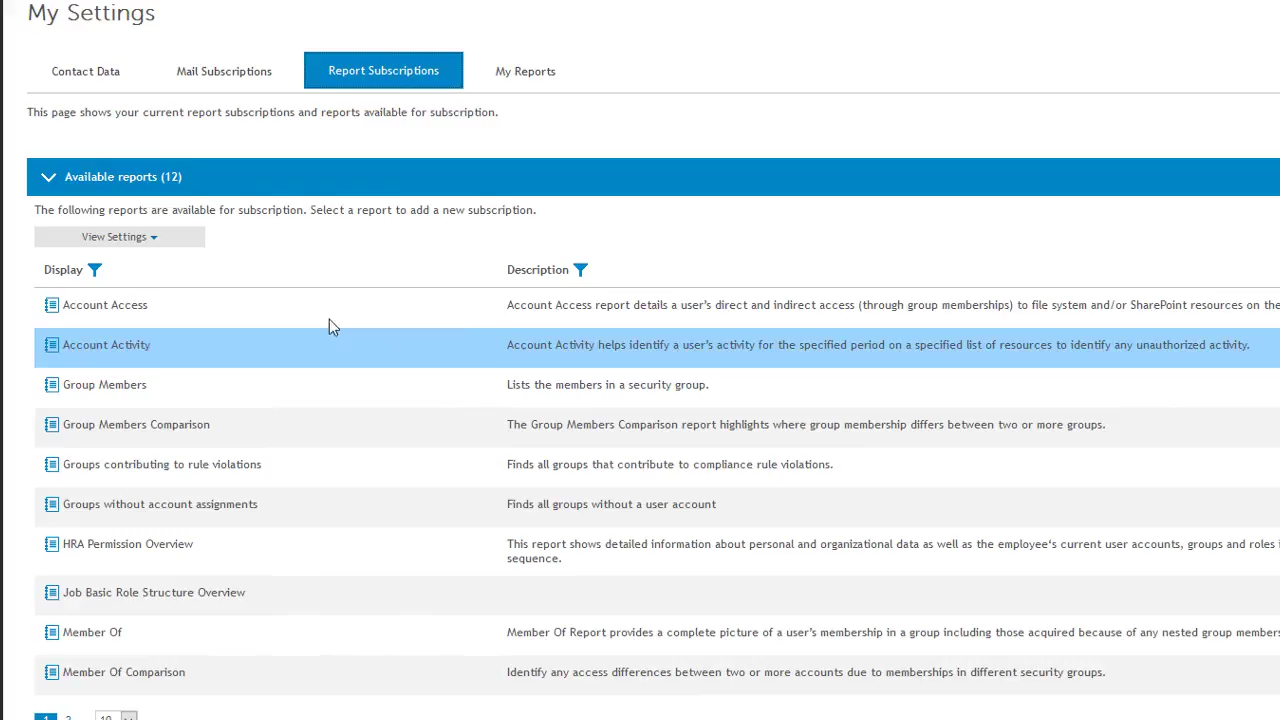 My Settings
Contact Data Mail Subscriptions Report Subscriptions My Reports
This page shows your current report subscriptions and reports available for subscription.
Available reports (12)
The following reports are available for subscription. Select a report to add a new subscription.
View Settings
Display Description
Account Access Account Access report details a user's direct and indirect access (through group memberships) to file system and/or SharePoint resources on the
Account Activity Account Activity helps identify a user's activity for the specified period on a specified list of resources to identify any unauthorized activity.
Group Members Lists the members in a security group.
Group Members Comparison The Group Members Comparison report highlights where group membership differs between two or more groups.
Groups contributing to rule violations Finds all groups that contribute to compliance rule violations.
Groups without account assignments Finds all groups without a user account
HRA Permission Overview This report shows detailed information about personal and organizational data as well as the employee's current user accounts, groups and roles i
sequence.
Job Basic Role Structure Overview
Member Of Member Of Report provides a complete picture of a user's membership in a group including those acquired because of any nested group members
Member Of Comparison Identify any access differences between two or more accounts due to memberships in different security groups.
1 2 10